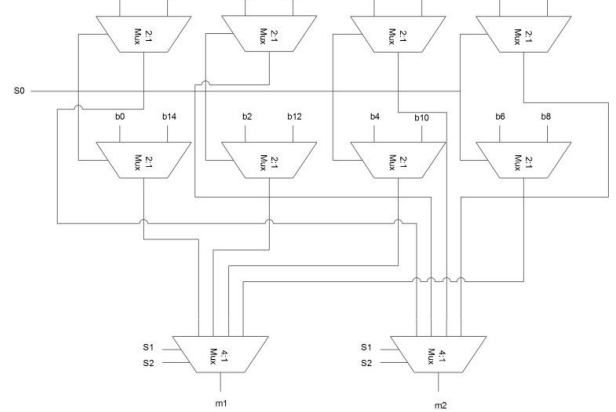 2:1 Mux 2:1 Mux 2:1 Mux 2:1 Mux
S0
b0 b14 b2 b12 b4 b10 b6 b8
2:1 Mux 2:1 Mux 2:1 Mux 2:1 Mux
S1 4:1 Mux S1 4:1 Mux
S2 S2
m1 m2